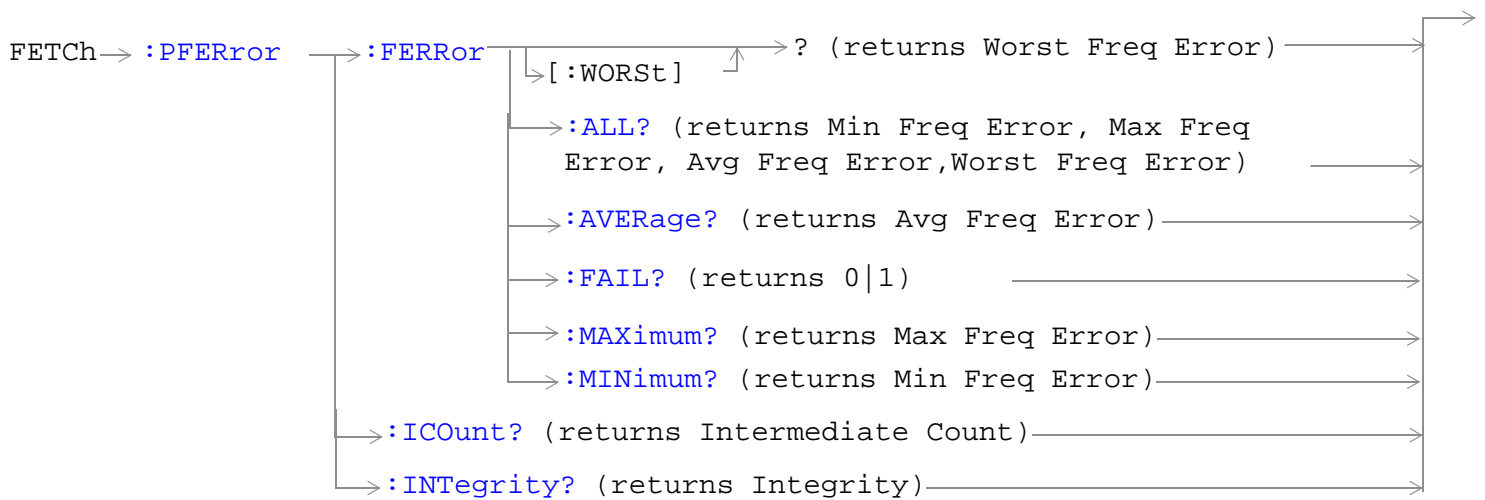 FETCh :PFERror :FERRor ? (returns Worst Freq Error)
[:WORSt]
:ALL? (returns Min Freq Error, Max Freq
Error, Avg Freq Error,Worst Freq Error)
:AVERage? (returns Avg Freq Error)
:FAIL? (returns 0|1)
:MAXimum? (returns Max Freq Error)
:MINimum? (returns Min Freq Error)
:ICOunt? (returns Intermediate Count)
:INTegrity? (returns Integrity)